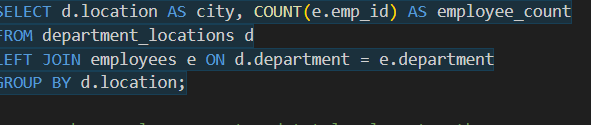 SELECT d.location AS city, COUNT(e.emp_id) AS employee_count
FROM department_locations d
LEFT JOIN employees e ON d.department = e.department
GROUP BY d.location;